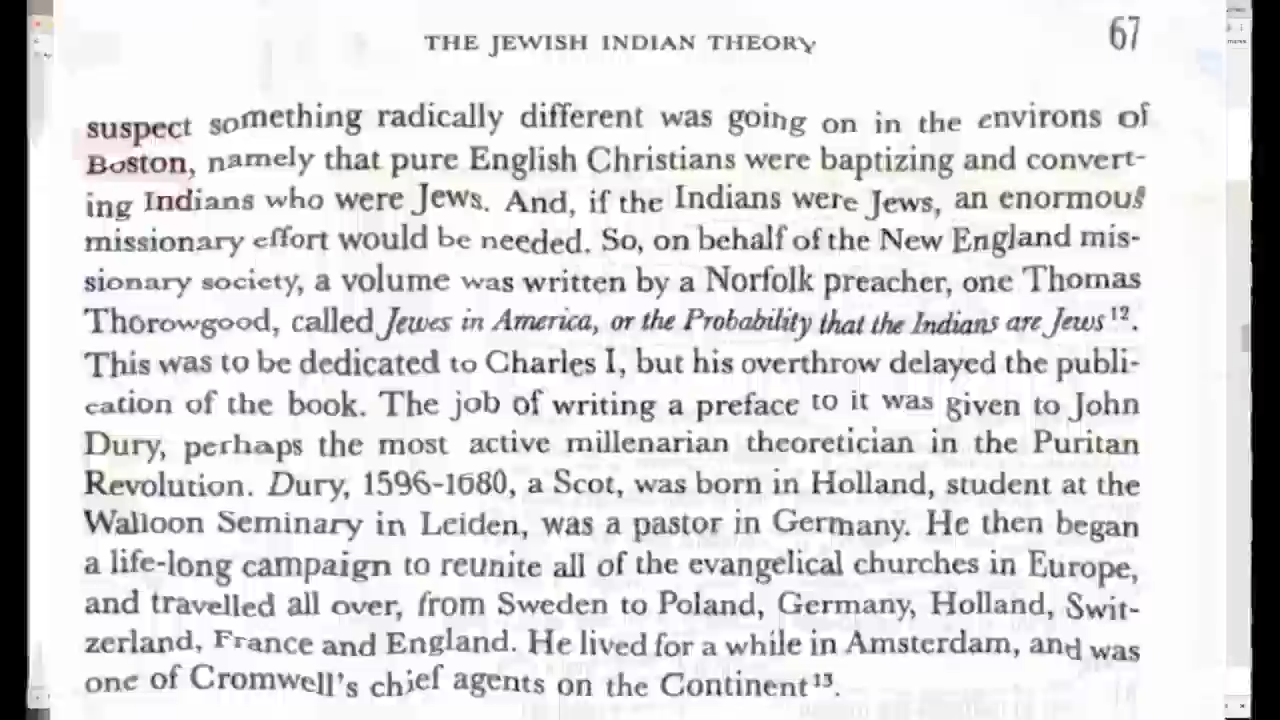 THE JEWISH INDIAN THEORY 67
suspect something radically different was going on in the environs of
Boston, namely that pure English Christians were baptizing and convert-
ing Indians who were Jews. And, if the Indians were Jews, an enormous
missionary effort would be needed. So, on behalf of the New England mis-
sionary society, a volume was written by a Norfolk preacher, one Thomas
Thorowgood, called Jewes in America, or the Probability that the Indians are Jews¹².
This was to be dedicated to Charles I, but his overthrow delayed the publi-
cation of the book. The job of writing a preface to it was given to John
Dury, perhaps the most active millenarian theoretician in the Puritan
Revolution. Dury, 1596-1680, a Scot, was born in Holland, student at the
Walloon Seminary in Leiden, was a pastor in Germany. He then began
a life-long campaign to reunite all of the evangelical churches in Europe,
and travelled all over, from Sweden to Poland, Germany, Holland, Swit-
zerland, France and England. He lived for a while in Amsterdam, and was
one of Cromwell's chief agents on the Continent¹³.